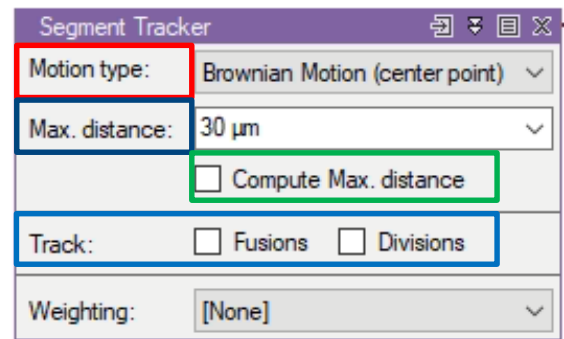 Segment Tracker
Motion type: Brownian Motion (center point)
Max. distance: 30 µm
Compute Max. distance
Track: Fusions Divisions
Weighting: [None]